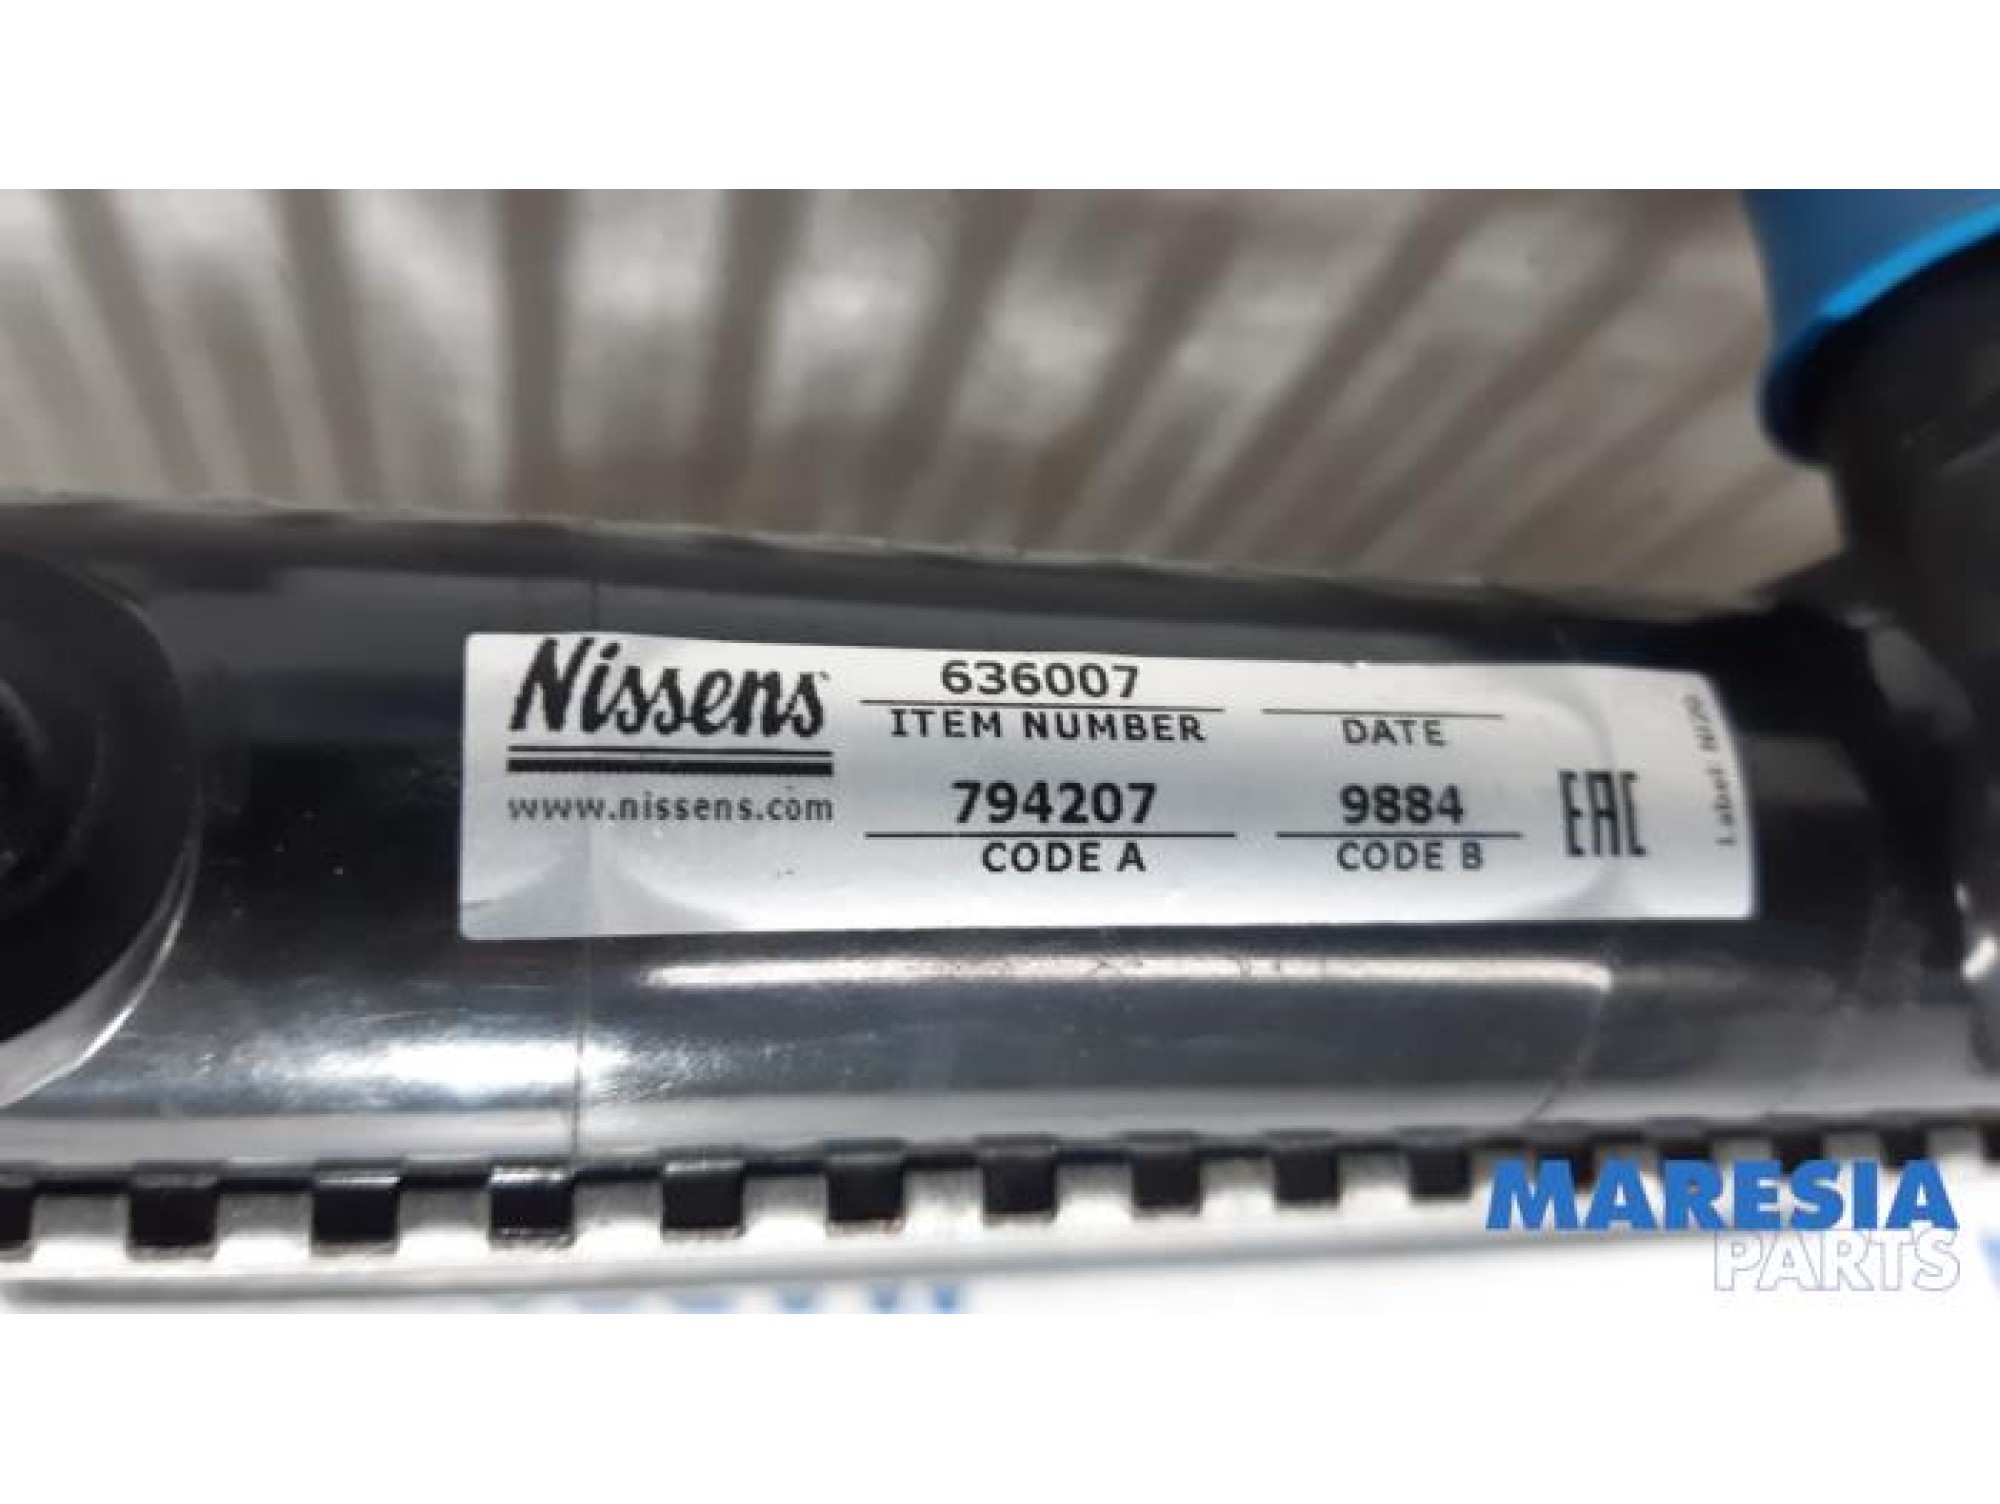 Nissens
www.nissens.com
636007
ITEM NUMBER
DATE
794207
9884
CODE A
CODE B
EAC
MARESIA
PARTS